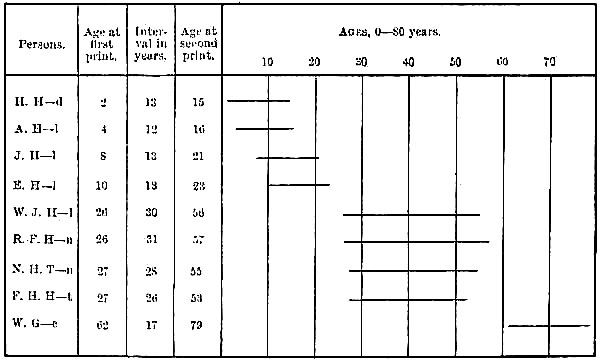 Persons. Age at first print. Inter- val in years. Age at second print. AGES, 0—80 years.
10 20 30 40 50 60 70
H. H—d 2 13 15
A. H—l 4 12 16
J. H—l 8 13 21
E. H—l 10 13 23
W. J. H—l 26 30 56
R. F. H—n 26 31 57
N. H. T—n 27 28 55
F. H. H—t 27 26 53
W. G—e 62 17 79